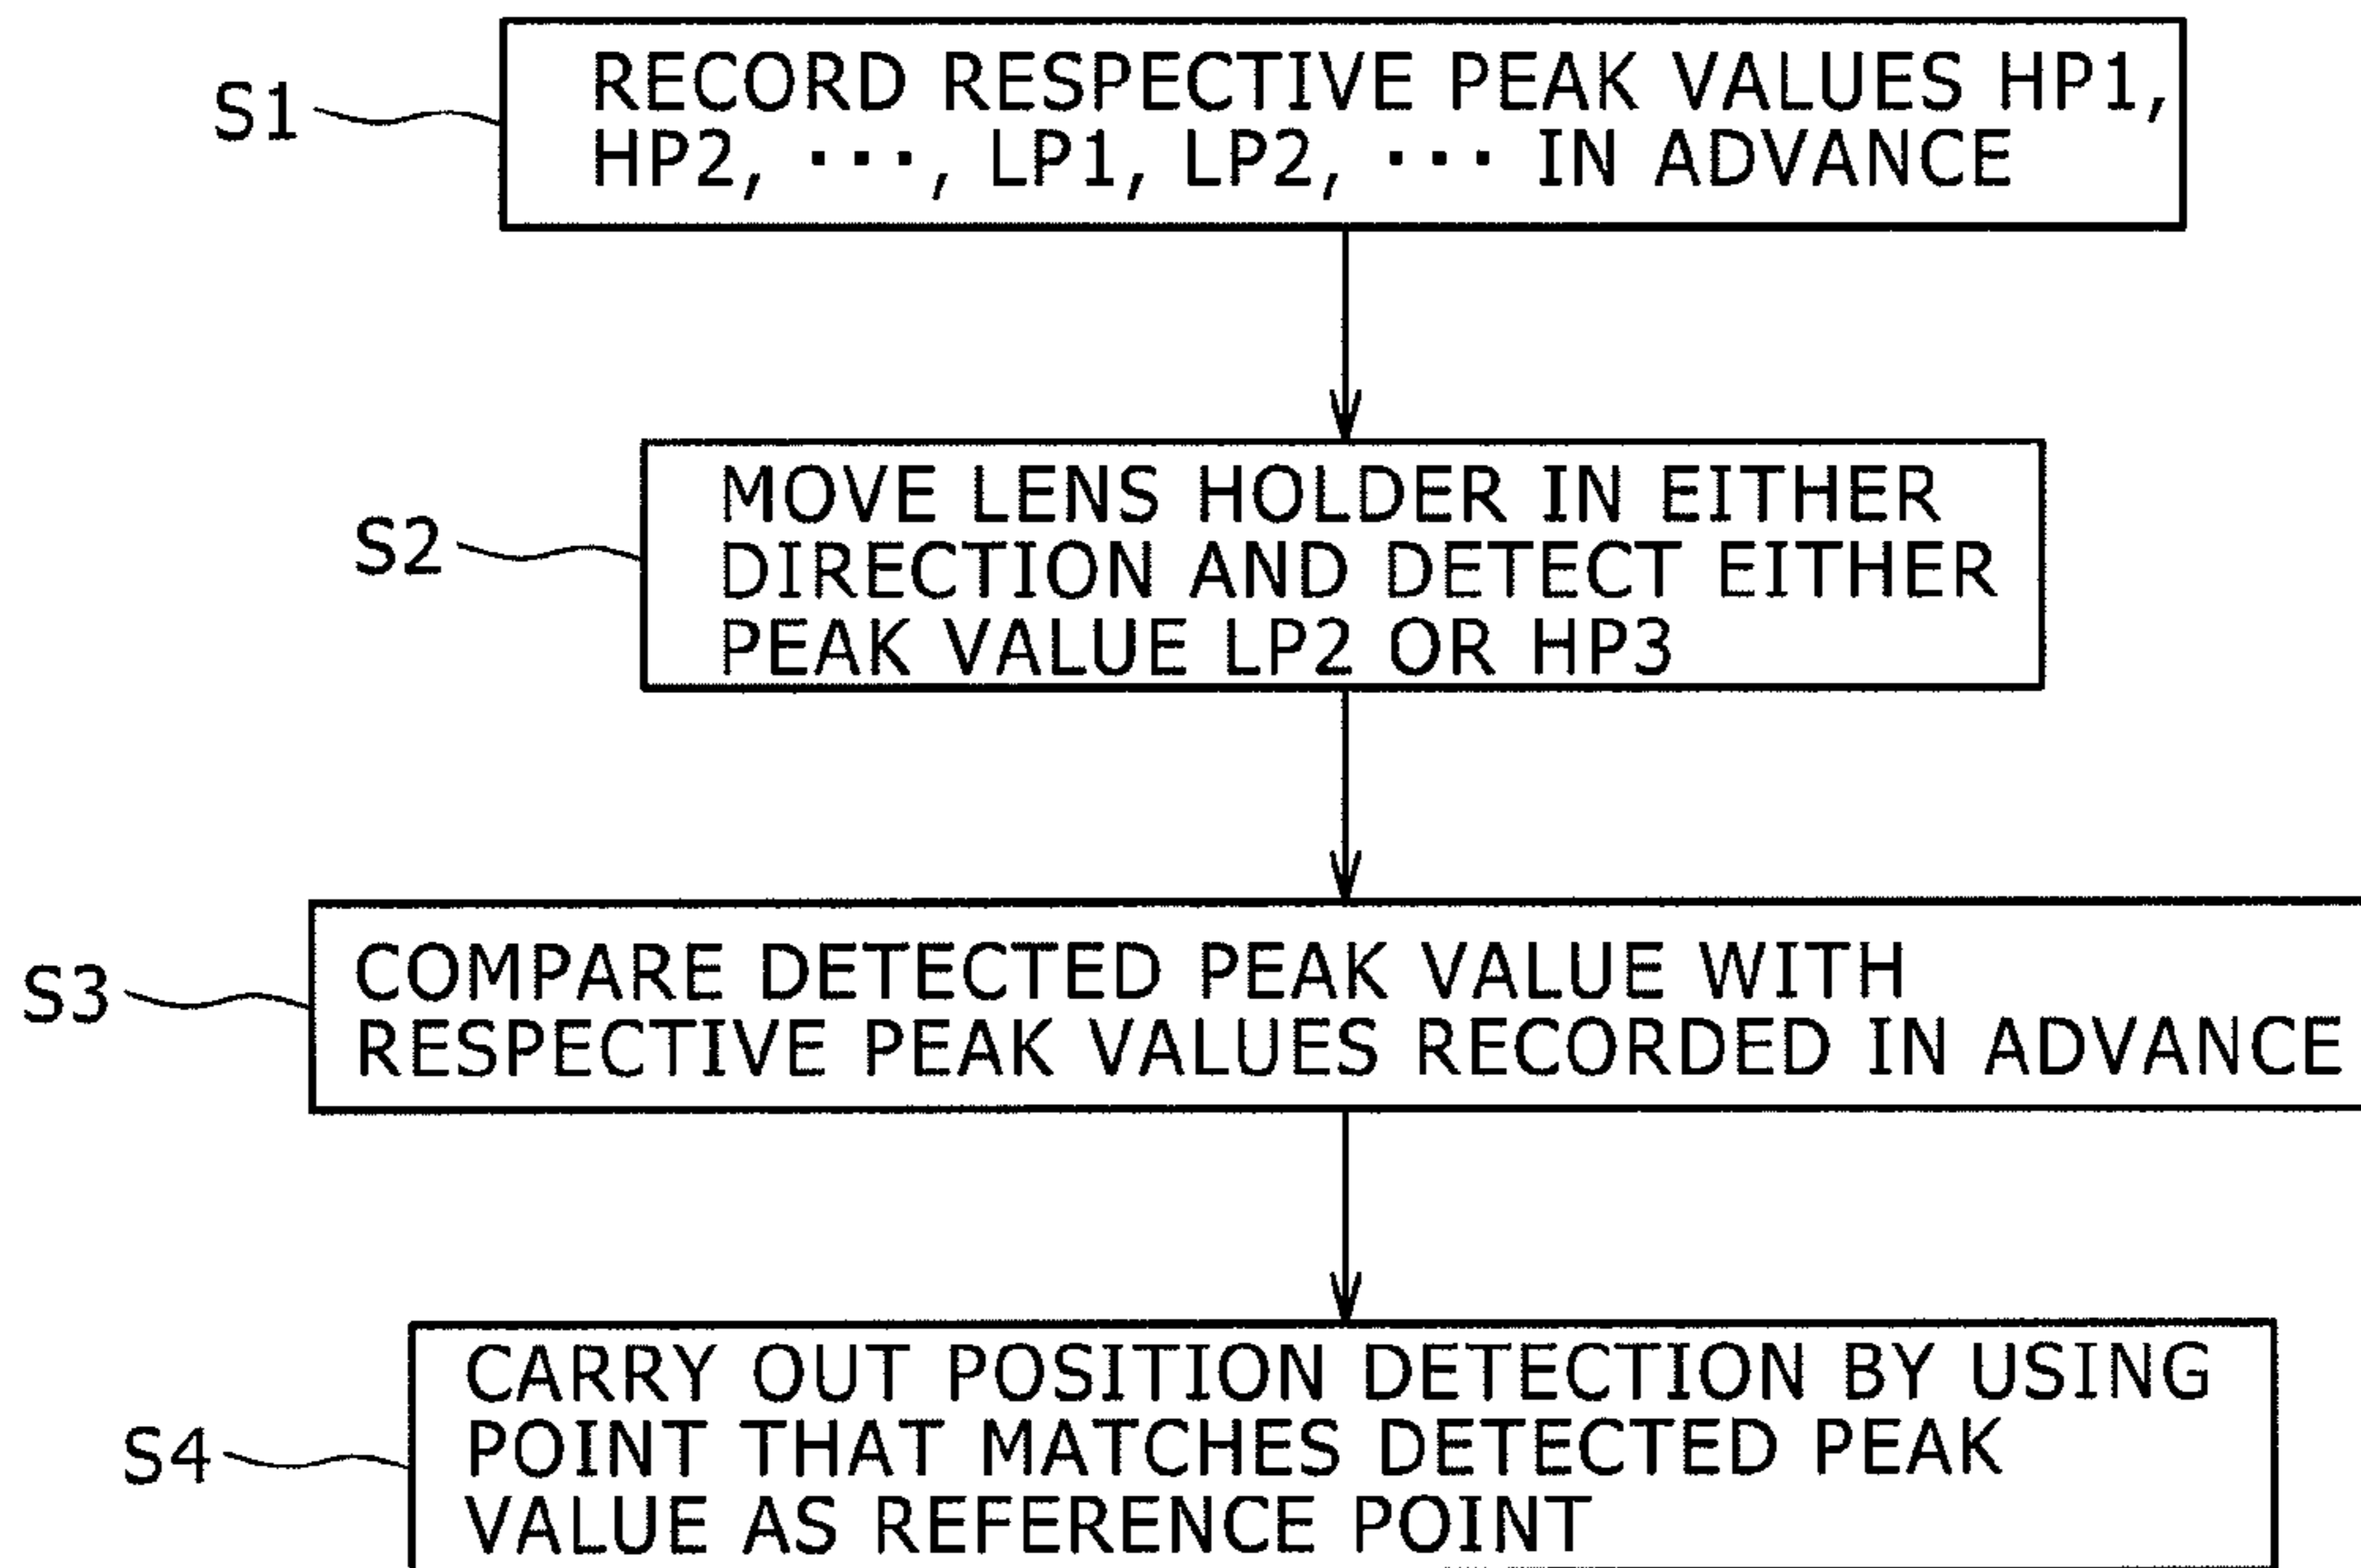 S1
RECORD RESPECTIVE PEAK VALUES HP1,
HP2, ···, LP1, LP2, ··· IN ADVANCE
S2
MOVE LENS HOLDER IN EITHER
DIRECTION AND DETECT EITHER
PEAK VALUE LP2 OR HP3
S3
COMPARE DETECTED PEAK VALUE WITH
RESPECTIVE PEAK VALUES RECORDED IN ADVANCE
S4
CARRY OUT POSITION DETECTION BY USING
POINT THAT MATCHES DETECTED PEAK
VALUE AS REFERENCE POINT